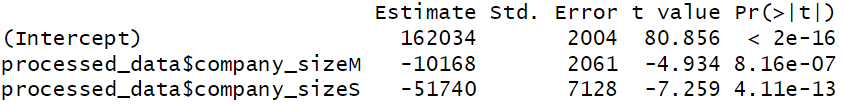 Estimate Std. Error t value Pr(>|t|)
(Intercept) 162034 2004 80.856 < 2e-16
processed_data$company_sizeM -10168 2061 -4.934 8.16e-07
processed_data$company_sizeS -51740 7128 -7.259 4.11e-13